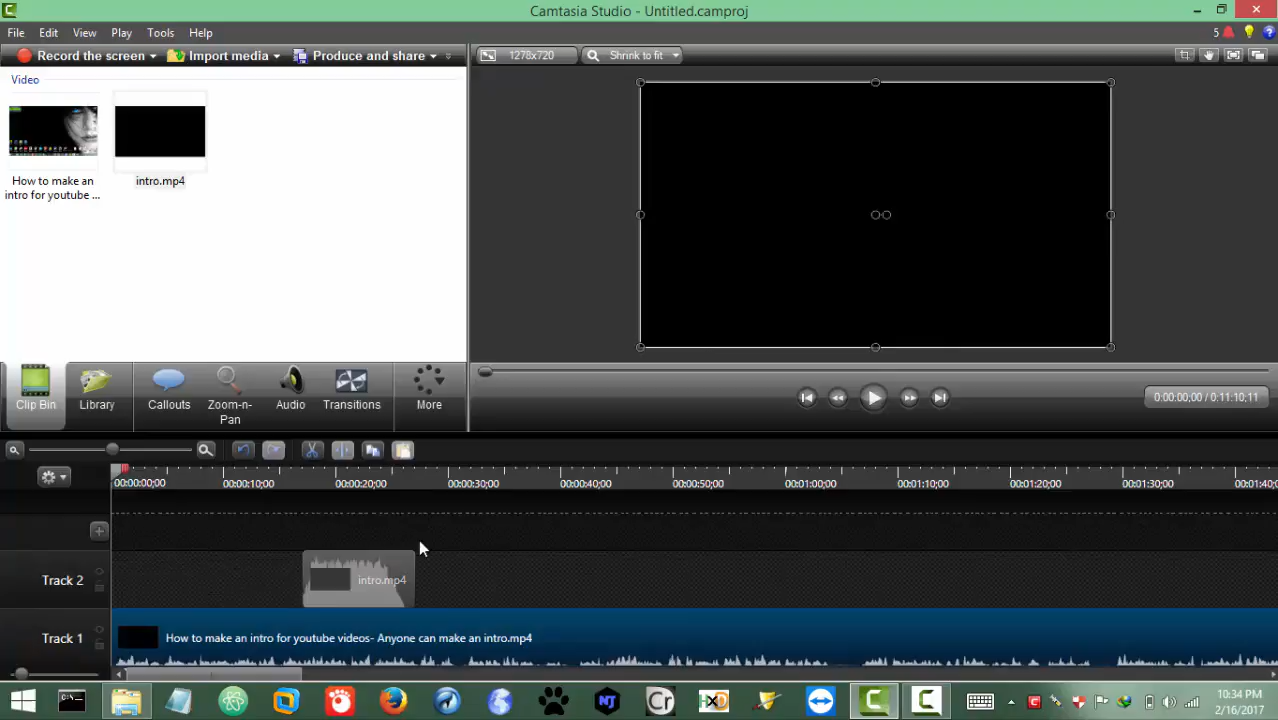 Camtasia Studio - Untitled.camproj
File Edit View Play Tools Help
5
Record the screen Import media Produce and share
1278x720 Shrink to fit
Video
How to make an
intro for youtube ...
intro.mp4
Clip Bin Library Callouts Zoom-n-
Pan Audio Transitions More
0:00:00;00 / 0:11:10;11
00:00:00;00 00:00:10;00 00:00:20;00 00:00:30;00 00:00:40;00 00:00:50;00 00:01:00;00 00:01:10;00 00:01:20;00 00:01:30;00 00:01:40;0
Track 2 intro.mp4
Track 1 How to make an intro for youtube videos- Anyone can make an intro.mp4
NT Cr HXD
10:34 PM
2/16/2017